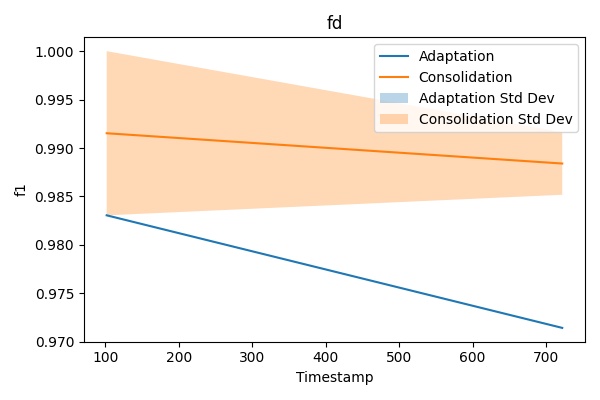 fd
1.000
0.995
0.990
0.985
0.980
0.975
0.970
f1
Adaptation
Consolidation
Adaptation Std Dev
Consolidation Std Dev
100 200 300 400 500 600 700
Timestamp